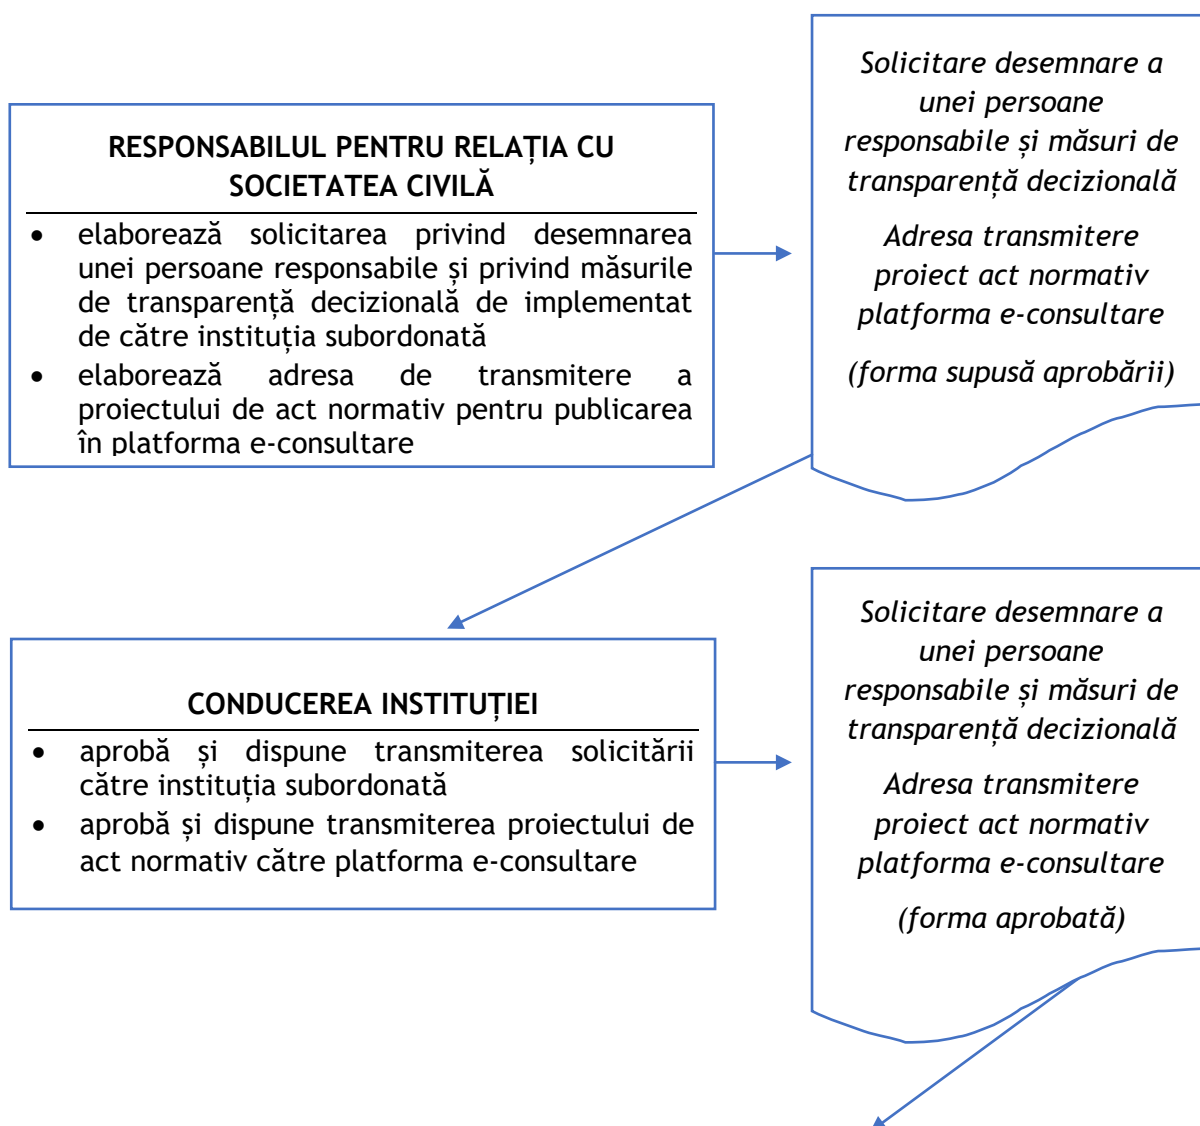 RESPONSABILUL PENTRU RELAȚIA CU
SOCIETATEA CIVILĂ
• elaborează solicitarea privind desemnarea
unei persoane responsabile și privind măsurile
de transparență decizională de implementat
de către instituția subordonată
• elaborează adresa de transmitere a
proiectului de act normativ pentru publicarea
în platforma e-consultare
Solicitare desemnare a
unei persoane
responsabile și măsuri de
transparență decizională
Adresa transmitere
proiect act normativ
platforma e-consultare
(forma supusă aprobării)
CONDUCEREA INSTITUȚIEI
• aprobă și dispune transmiterea solicitării
către instituția subordonată
• aprobă și dispune transmiterea proiectului de
act normativ către platforma e-consultare
Solicitare desemnare a
unei persoane
responsabile și măsuri de
transparență decizională
Adresa transmitere
proiect act normativ
platforma e-consultare
(forma aprobată)